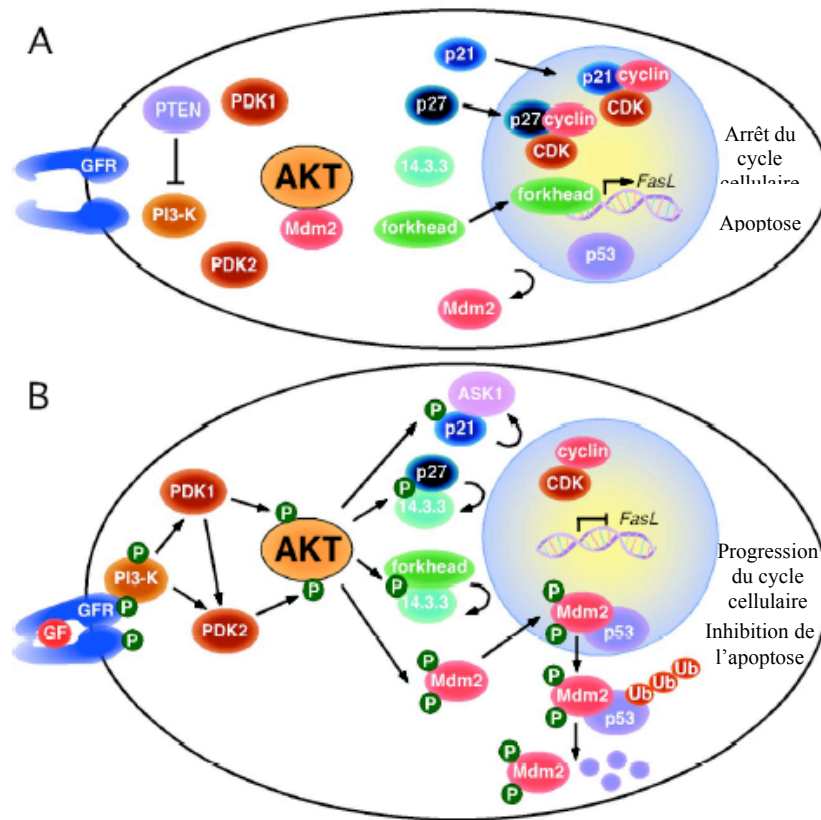 A
p21
p21 cyclin
CDK
PTEN
PDK1
p27
p27 cyclin
CDK
GFR
14.3.3
AKT
Mdm2
PI3-K
forkhead
forkhead
FasL
PDK2
p53
Mdm2
Arrêt du
cycle
cellulaire
Apoptose
B
ASK1
P
p21
cyclin
CDK
PDK1
p27
P
14.3.3
P
AKT
P
FasL
P
PI3-K
forkhead
P
14.3.3
GFR
P
GF
P
PDK2
Progression
du cycle
cellulaire
Inhibition de
l’apoptose
P
Mdm2
P
p53
P
Mdm2
P
P
Mdm2
P
p53
Ub
Ub
Ub
P
Mdm2
P